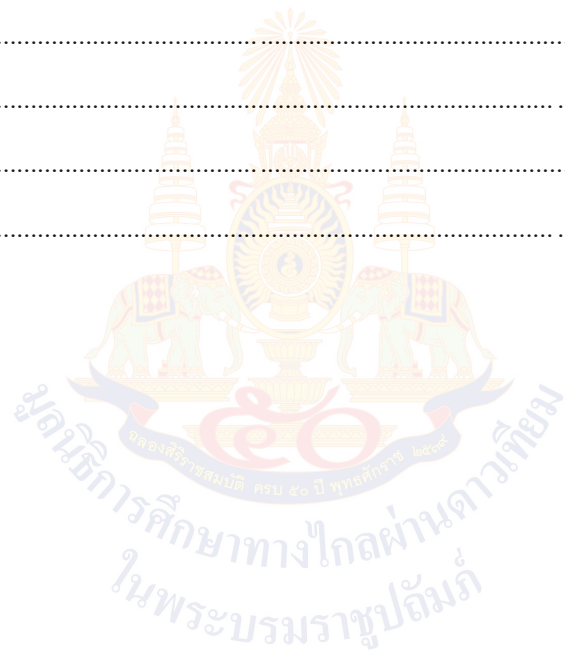 ฉลองสิริราชสมบัติ ครบ ๕๐ ปี พุทธศักราช ๒๕๓๙
๕๐
มูลนิธิการศึกษาทางไกลผ่านดาวเทียม
ในพระบรมราชูปถัมภ์